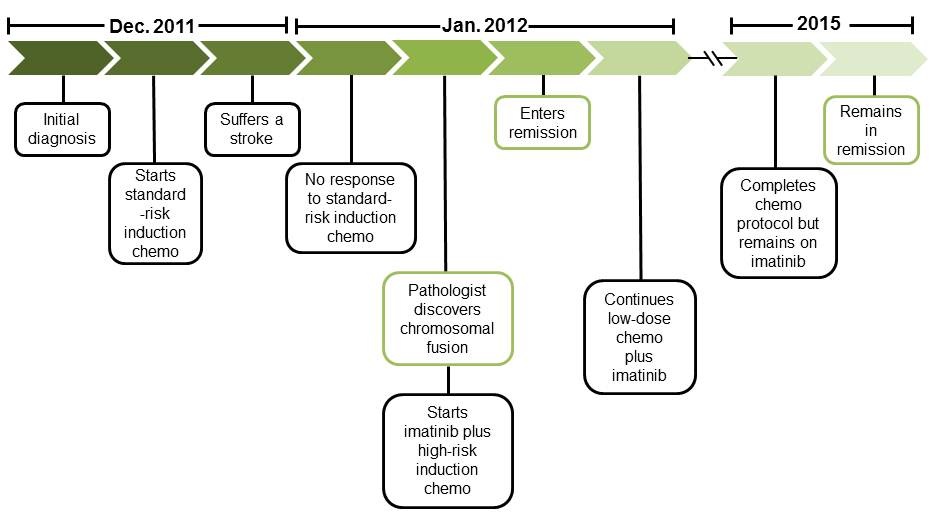 Dec. 2011
Jan. 2012
2015
Initial
diagnosis
Starts
standard
-risk
induction
chemo
Suffers a
stroke
No response
to standard-
risk induction
chemo
Pathologist
discovers
chromosomal
fusion
Starts
imatinib plus
high-risk
induction
chemo
Enters
remission
Continues
low-dose
chemo
plus
imatinib
Completes
chemo
protocol but
remains on
imatinib
Remains
in
remission